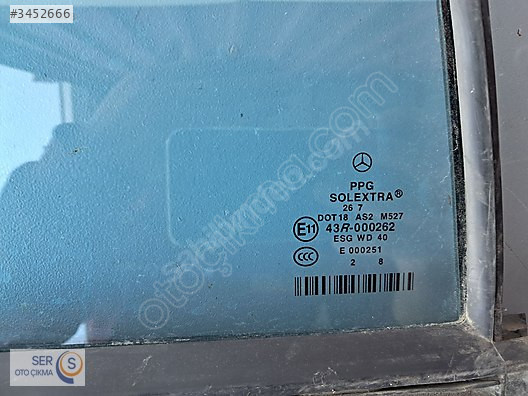 #3452666
PPG
SOLEXTRA®
26 7
DOT18 AS2 M527
E11 43R-000262
ESG WD 40
CCC E 000251
2 8
SER S
OTO ÇIKMA